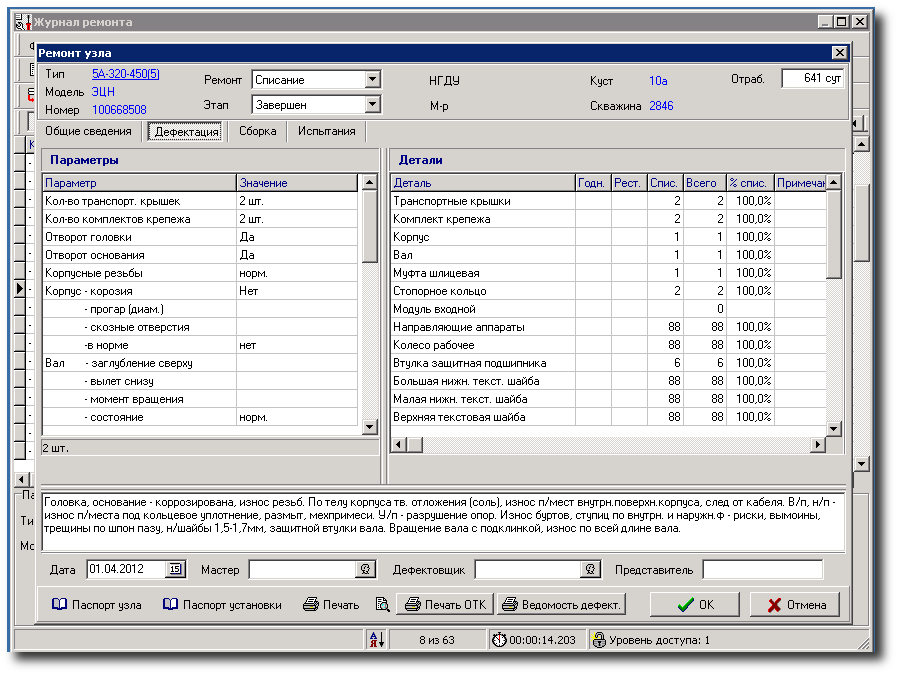 Журнал ремонта
Ремонт узла
Тип 5А-320-450(5) Ремонт Списание НГДУ Куст 10а Отраб. 641 сут
Модель ЭЦН
Номер 100668508 Этап Завершен М-р Скважина 2846
Общие сведения Дефектация Сборка Испытания
Параметры
Параметр Значение
Кол-во транспорт. крышек 2 шт.
Кол-во комплектов крепежа 2 шт.
Отворот головки Да
Отворот основания Да
Корпусные резьбы норм.
Корпус - корозия Нет
- прогар (диам.)
- скозные отверстия
-в норме нет
Вал - заглубление сверху
- вылет снизу
- момент вращения
- состояние норм.
2 шт.
Детали
Деталь Годн. Рест. Спис. Всего % спис. Примечан
Транспортные крышки 2 2 100,0%
Комплект крепежа 2 2 100,0%
Корпус 1 1 100,0%
Вал 1 1 100,0%
Муфта шлицевая 1 1 100,0%
Стопорное кольцо 2 2 100,0%
Модуль входной 0
Направляющие аппараты 88 88 100,0%
Колесо рабочее 88 88 100,0%
Втулка защитная подшипника 6 6 100,0%
Большая нижн. текст. шайба 88 88 100,0%
Малая нижн. текст. шайба 88 88 100,0%
Верхняя текстовая шайба 88 88 100,0%
Головка, основание - коррозирована, износ резьб. По телу корпуса тв. отложения (соль), износ п/мест внутрн.поверхн.корпуса, след от кабеля. В/п, н/п -
износ п/места под кольцевое уплотнение, размыт, мехпримеси. У/п - разрушение опор. Износ буртов, ступиц по внутрн. и наружн.ф - риски, вымоины,
трещины по шпон пазу, н/шайбы 1,5-1,7мм, защитной втулки вала. Вращение вала с подклинкой, износ по всей длине вала.
Дата 01.04.2012 15 Мастер Дефектовщик Представитель
Паспорт узла Паспорт установки Печать Печать ОТК Ведомость дефект. OK Отмена
8 из 63 00:00:14.203 Уровень доступа: 1